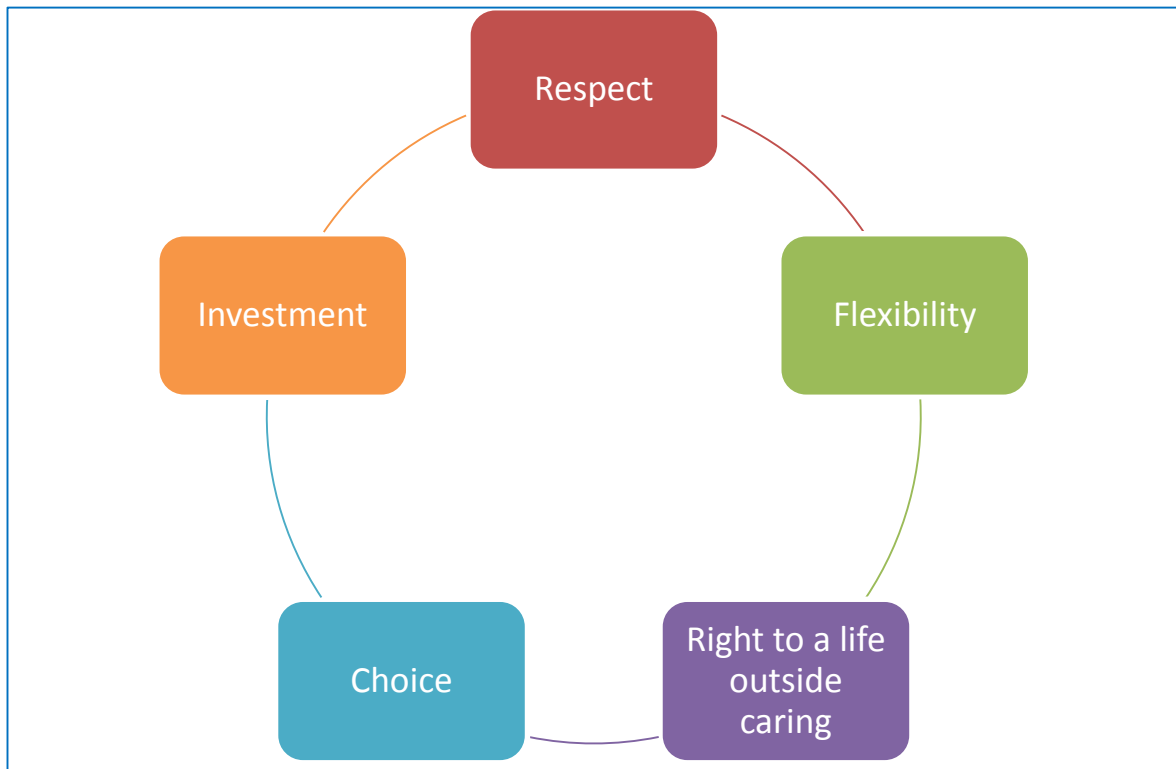 Respect
Flexibility
Right to a life
outside
caring
Choice
Investment